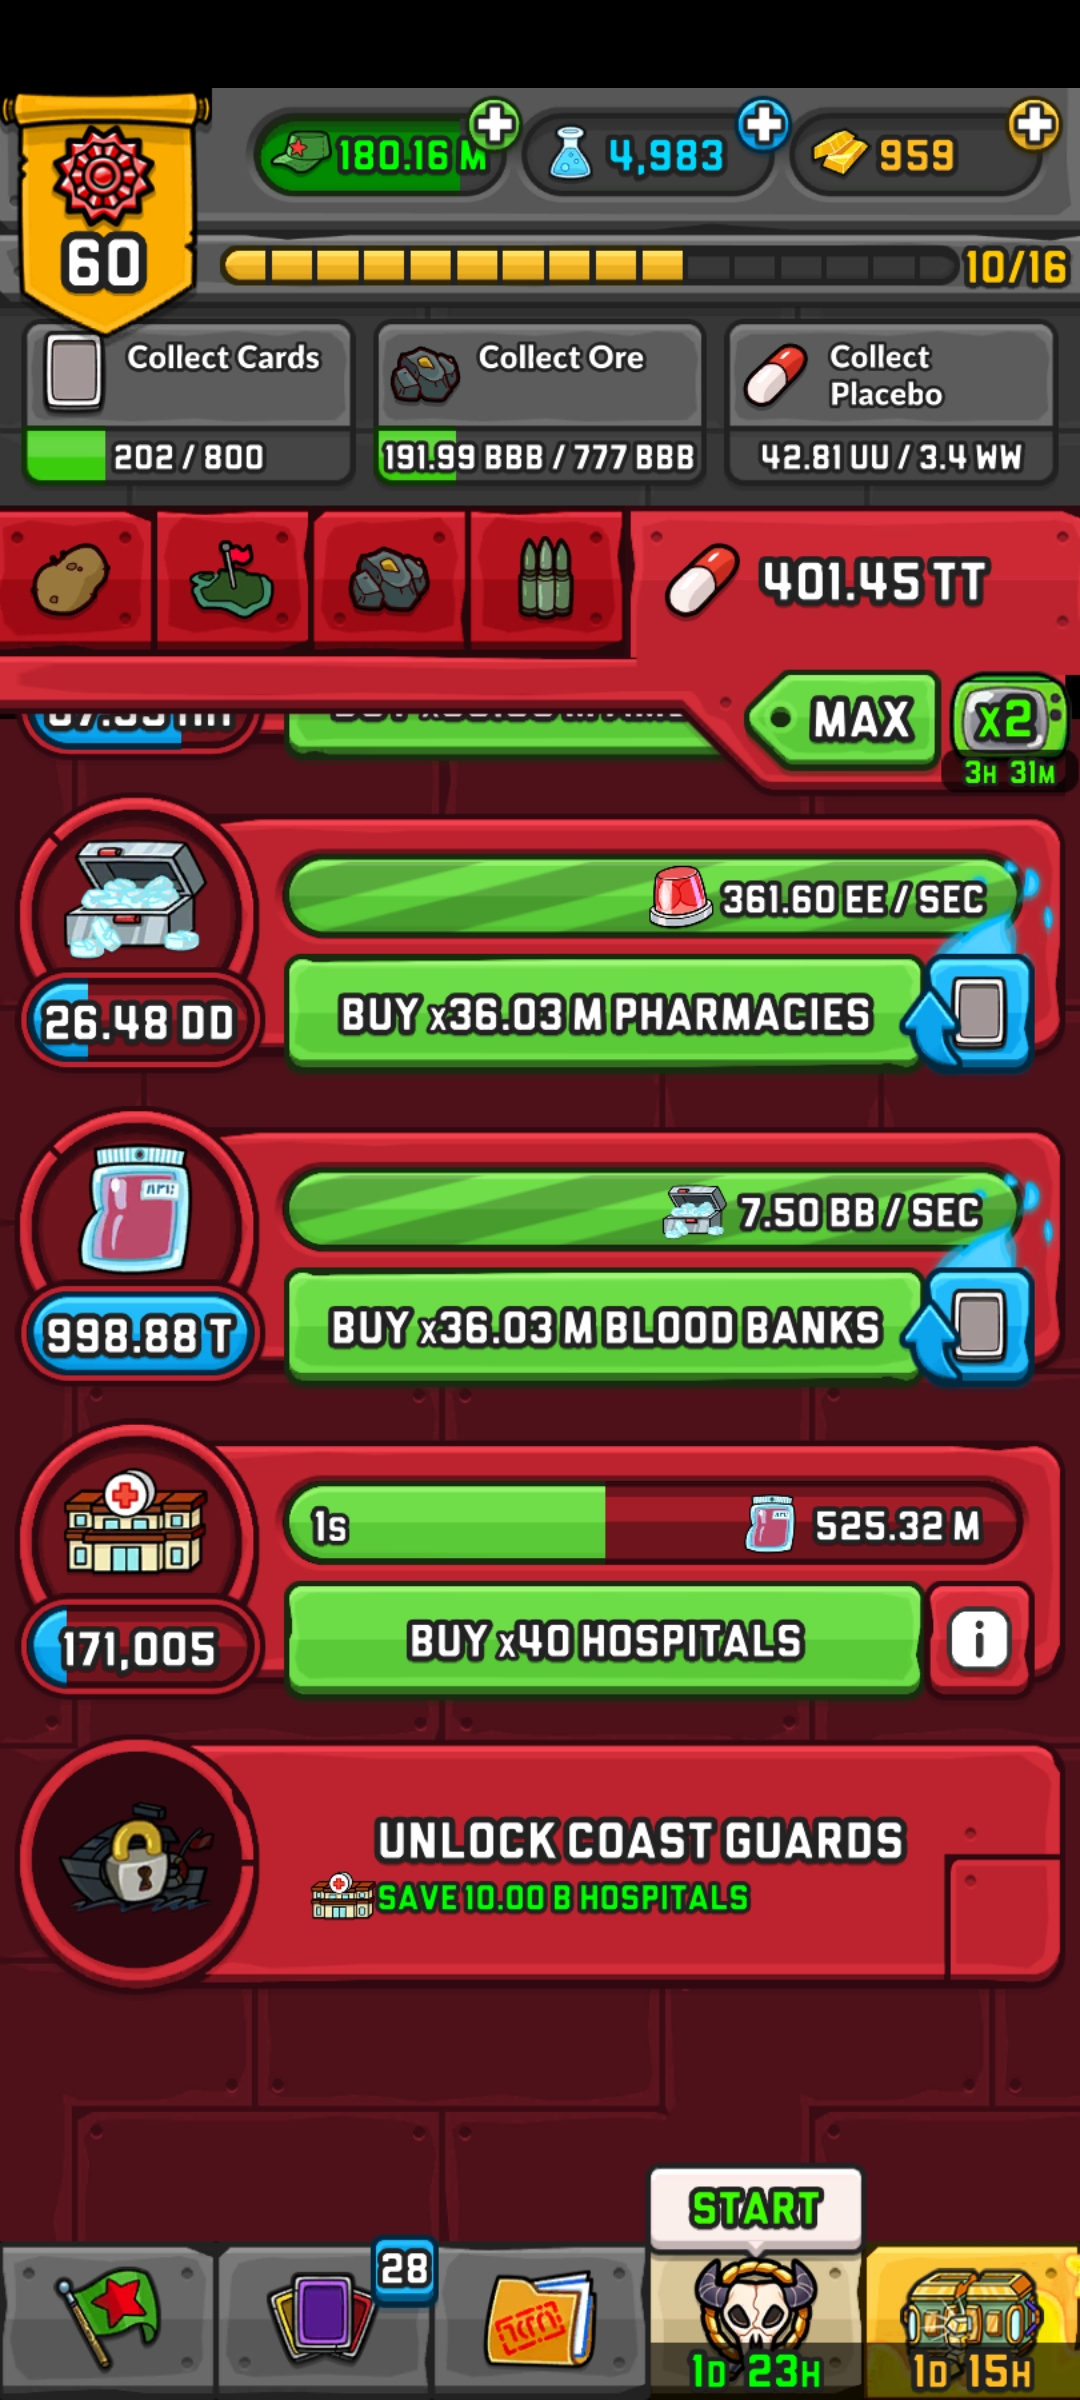 60
180.16 M
4,983
959
10/16
Collect Cards
202 / 800
Collect Ore
191.99 BBB / 777 BBB
Collect
Placebo
42.81 UU / 3.4 WW
401.45 TT
MAX
x2
3H 31M
361.60 EE / SEC
26.48 DD
BUY x36.03 M PHARMACIES
7.50 BB / SEC
998.88 T
BUY x36.03 M BLOOD BANKS
1s
525.32 M
171,005
BUY x40 HOSPITALS
i
UNLOCK COAST GUARDS
SAVE 10.00 B HOSPITALS
START
28
1D 23H
1D 15H